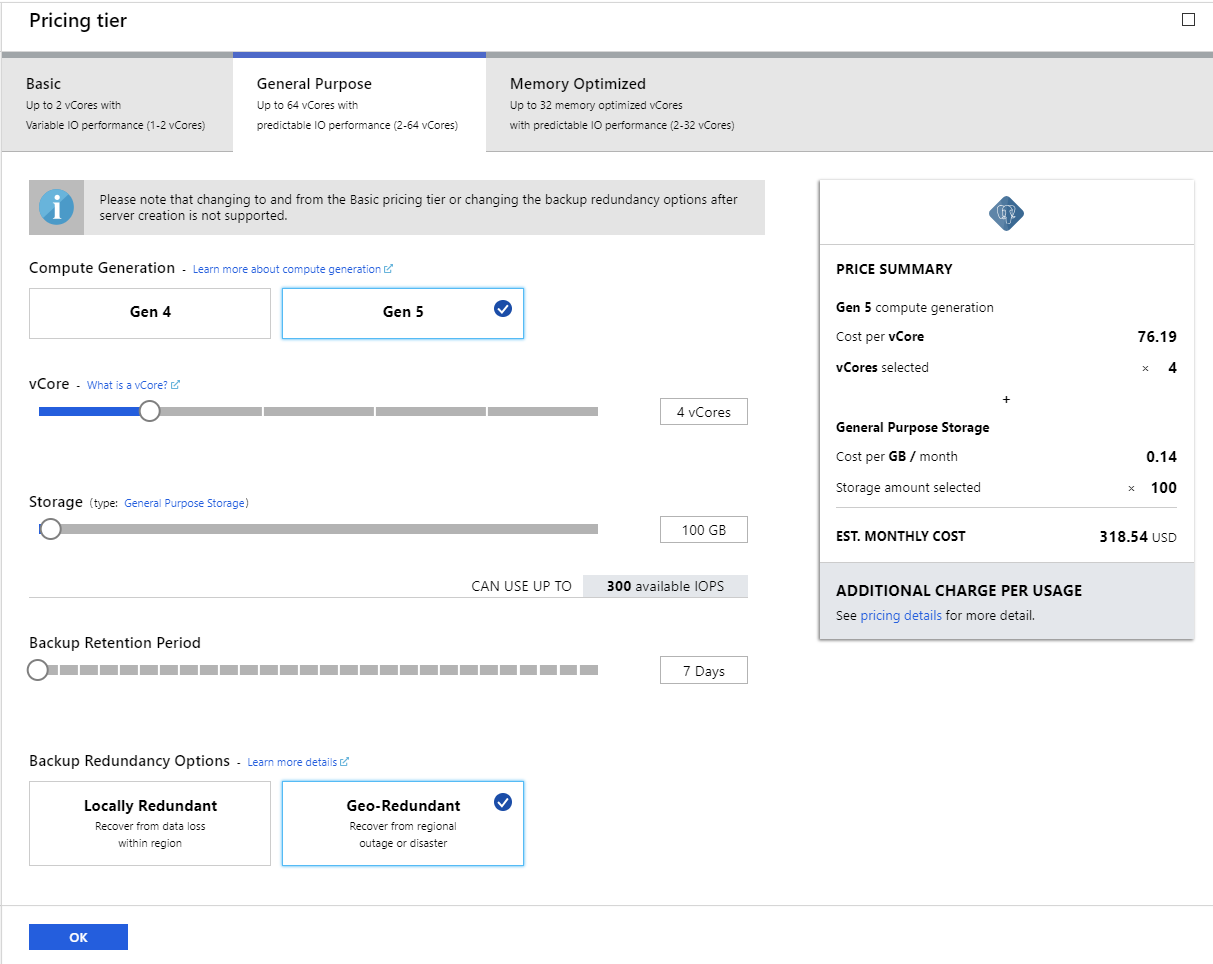 Pricing tier
Basic
Up to 2 vCores with
Variable IO performance (1-2 vCores)
General Purpose
Up to 64 vCores with
predictable IO performance (2-64 vCores)
Memory Optimized
Up to 32 memory optimized vCores
with predictable IO performance (2-32 vCores)
Please note that changing to and from the Basic pricing tier or changing the backup redundancy options after
server creation is not supported.
Compute Generation - Learn more about compute generation
Gen 4
Gen 5
vCore - What is a vCore?
4 vCores
Storage (type: General Purpose Storage)
100 GB
CAN USE UP TO 300 available IOPS
Backup Retention Period
7 Days
Backup Redundancy Options - Learn more details
Locally Redundant
Recover from data loss
within region
Geo-Redundant
Recover from regional
outage or disaster
OK
PRICE SUMMARY
Gen 5 compute generation
Cost per vCore 76.19
vCores selected × 4
+
General Purpose Storage
Cost per GB / month 0.14
Storage amount selected × 100
EST. MONTHLY COST 318.54 USD
ADDITIONAL CHARGE PER USAGE
See pricing details for more detail.